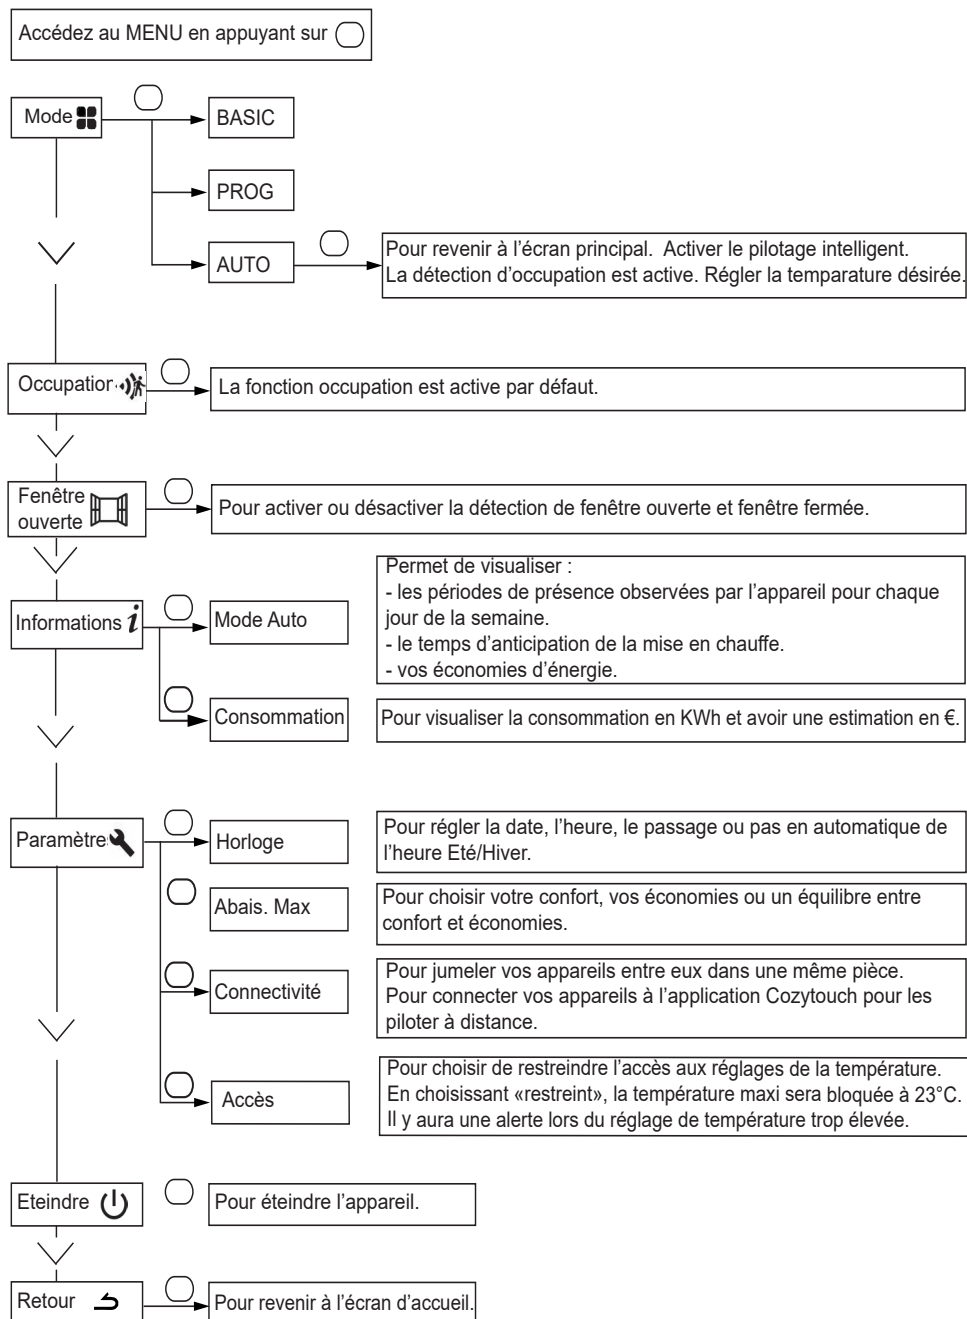 Accédez au MENU en appuyant sur
Mode
BASIC
PROG
AUTO
Pour revenir à l'écran principal. Activer le pilotage intelligent.
La détection d'occupation est active. Régler la temparature désirée.
Occupation
La fonction occupation est active par défaut.
Fenêtre
ouverte
Pour activer ou désactiver la détection de fenêtre ouverte et fenêtre fermée.
Informations i
Mode Auto
Permet de visualiser :
- les périodes de présence observées par l'appareil pour chaque
jour de la semaine.
- le temps d'anticipation de la mise en chauffe.
- vos économies d'énergie.
Consommation
Pour visualiser la consommation en KWh et avoir une estimation en €.
Paramètres
Horloge
Pour régler la date, l'heure, le passage ou pas en automatique de
l'heure Eté/Hiver.
Abais. Max
Pour choisir votre confort, vos économies ou un équilibre entre
confort et économies.
Connectivité
Pour jumeler vos appareils entre eux dans une même pièce.
Pour connecter vos appareils à l'application Cozytouch pour les
piloter à distance.
Accès
Pour choisir de restreindre l'accès aux réglages de la température.
En choisissant «restreint», la température maxi sera bloquée à 23°C.
Il y aura une alerte lors du réglage de température trop élevée.
Eteindre
Pour éteindre l'appareil.
Retour
Pour revenir à l'écran d'accueil.